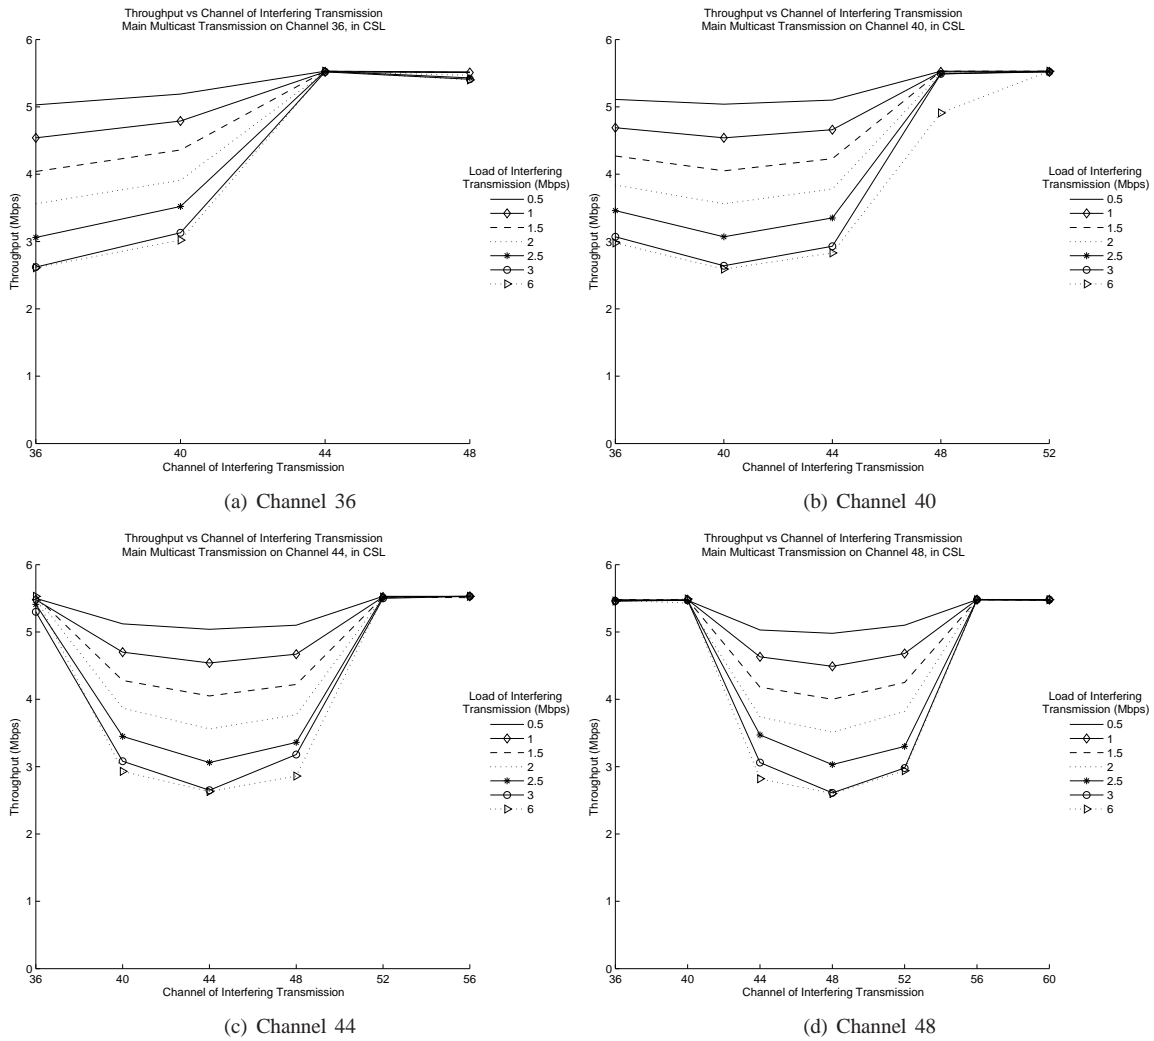 Throughput vs Channel of Interfering Transmission
Main Multicast Transmission on Channel 36, in CSL
6
5
4
3
2
1
0
Throughput (Mbps)
36 40 44 48
Channel of Interfering Transmission
Load of Interfering
Transmission (Mbps)
0.5
1
1.5
2
2.5
3
6
(a) Channel 36
Throughput vs Channel of Interfering Transmission
Main Multicast Transmission on Channel 40, in CSL
6
5
4
3
2
1
0
Throughput (Mbps)
36 40 44 48 52
Channel of Interfering Transmission
Load of Interfering
Transmission (Mbps)
0.5
1
1.5
2
2.5
3
6
(b) Channel 40
Throughput vs Channel of Interfering Transmission
Main Multicast Transmission on Channel 44, in CSL
6
5
4
3
2
1
0
Throughput (Mbps)
36 40 44 48 52 56
Channel of Interfering Transmission
Load of Interfering
Transmission (Mbps)
0.5
1
1.5
2
2.5
3
6
(c) Channel 44
Throughput vs Channel of Interfering Transmission
Main Multicast Transmission on Channel 48, in CSL
6
5
4
3
2
1
0
Throughput (Mbps)
36 40 44 48 52 56 60
Channel of Interfering Transmission
Load of Interfering
Transmission (Mbps)
0.5
1
1.5
2
2.5
3
6
(d) Channel 48